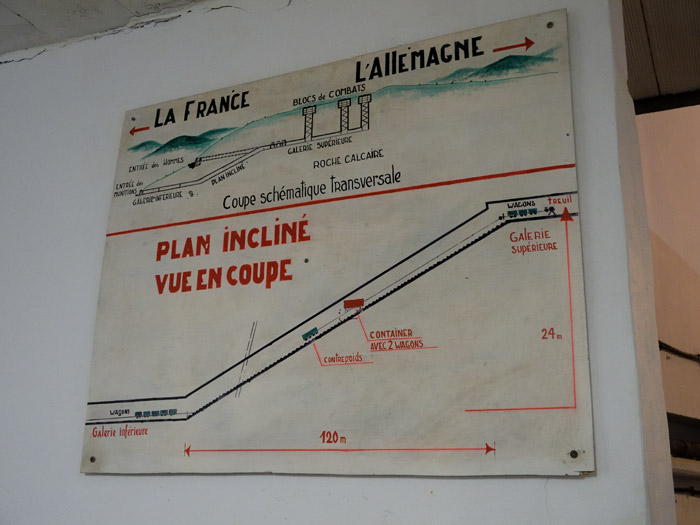 L'ALLEMAGNE
LA FRANCE
BLOCS de COMBATS
GALERIE SUPÉRIEURE
ENTRÉE des HOMMES
ROCHE CALCAIRE
PLAN INCLINÉ
ENTRÉE des
MUNITIONS
GALERIE INFÉRIEURE
Coupe schématique Transversale
PLAN INCLINÉ
VUE EN COUPE
WAGONS
TREUIL
GALERIE
SUPÉRIEURE
24m
CONTAINER
AVEC 2 WAGONS
CONTREPOIDS
WAGONS
Galerie inférieure
120m